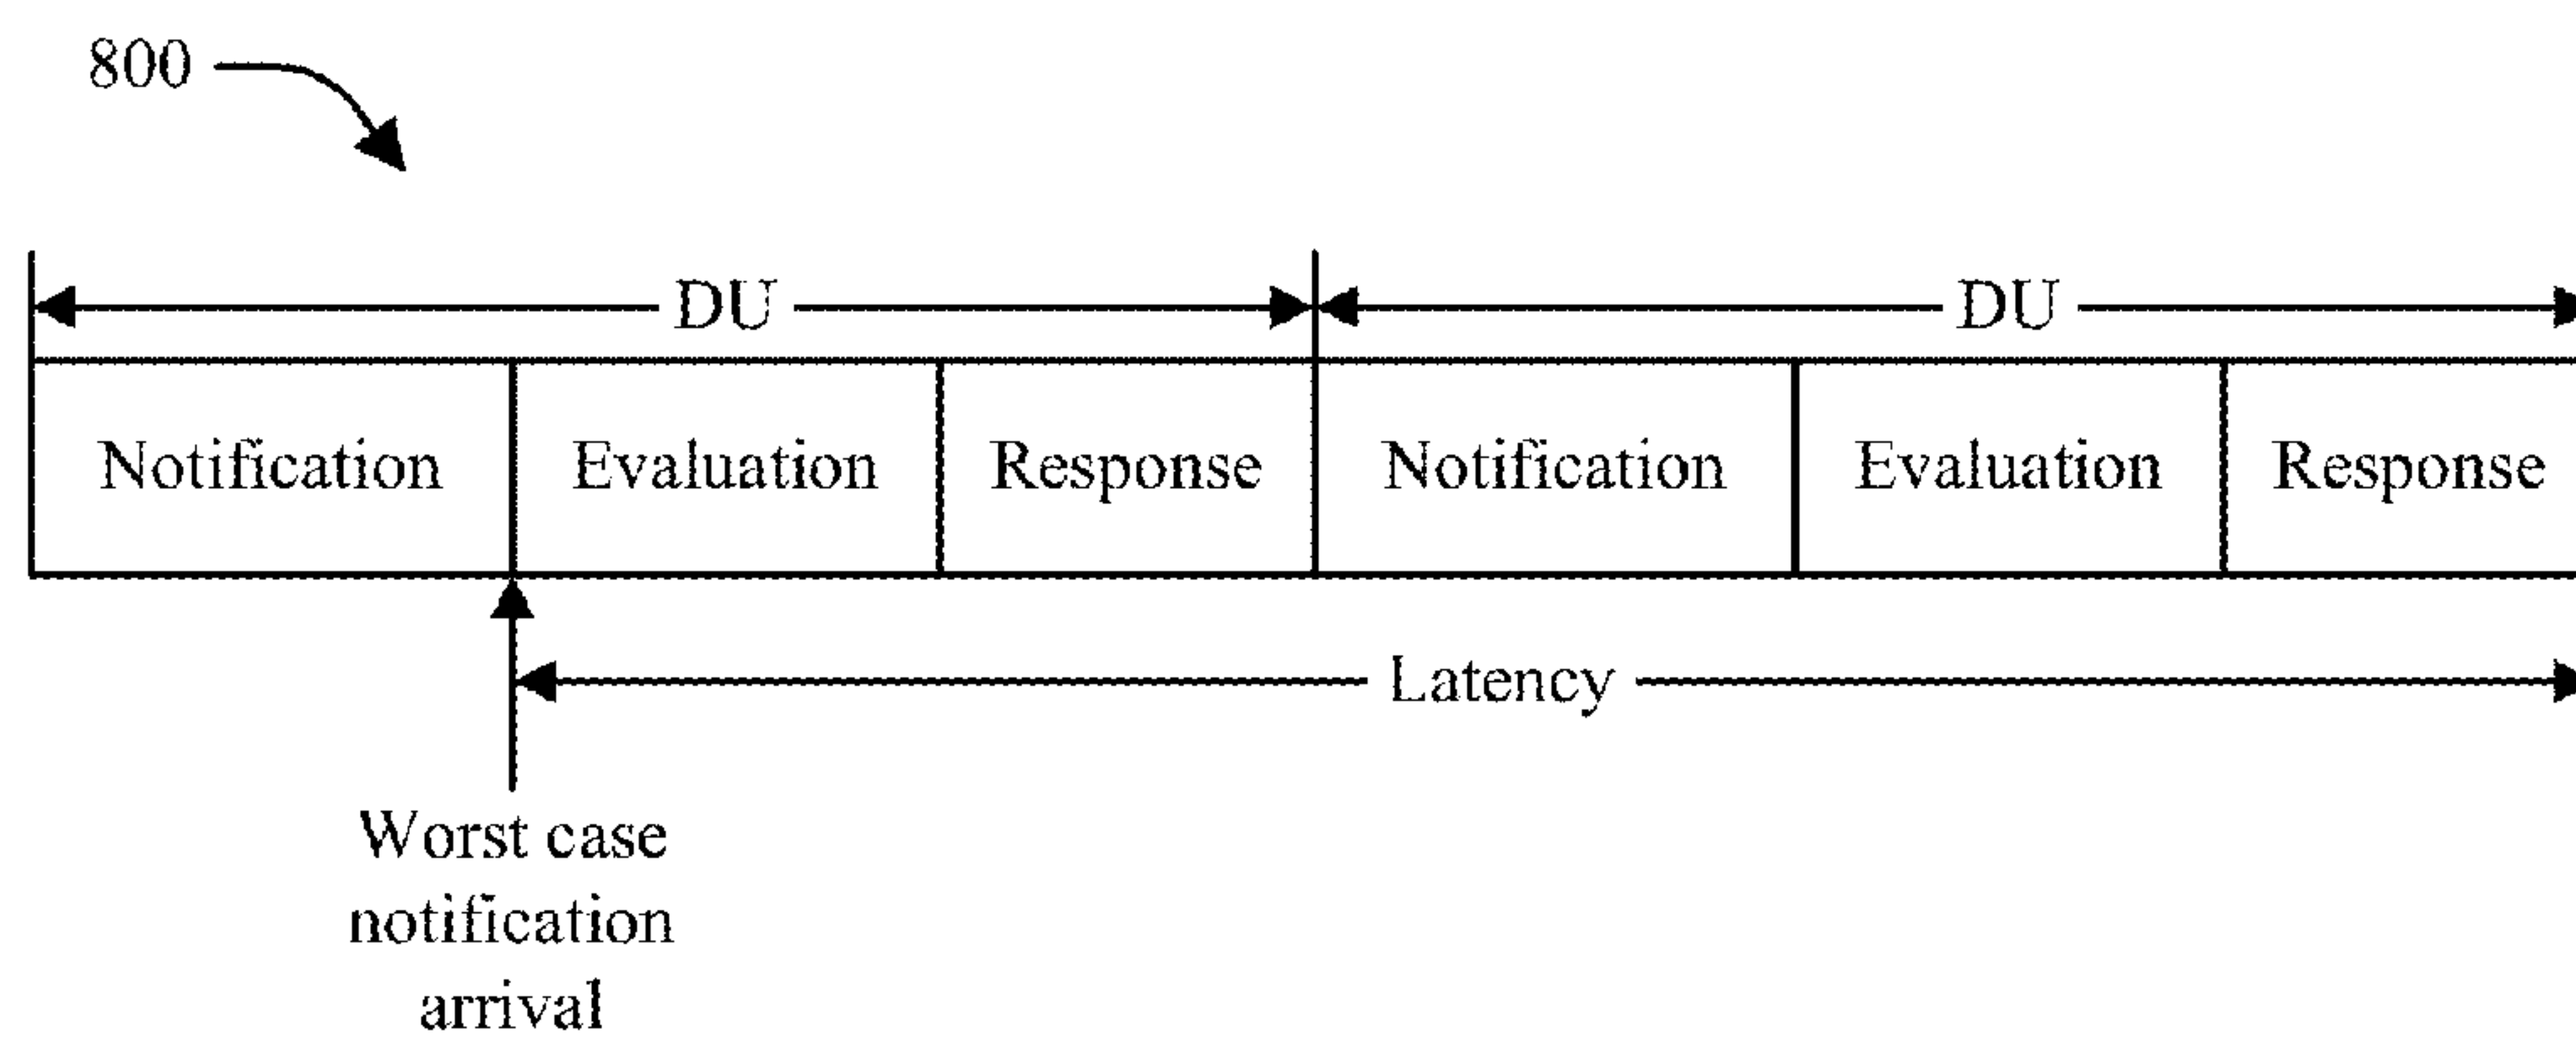 800
DU DU
Notification Evaluation Response Notification Evaluation Response
Latency
Worst case
notification
arrival